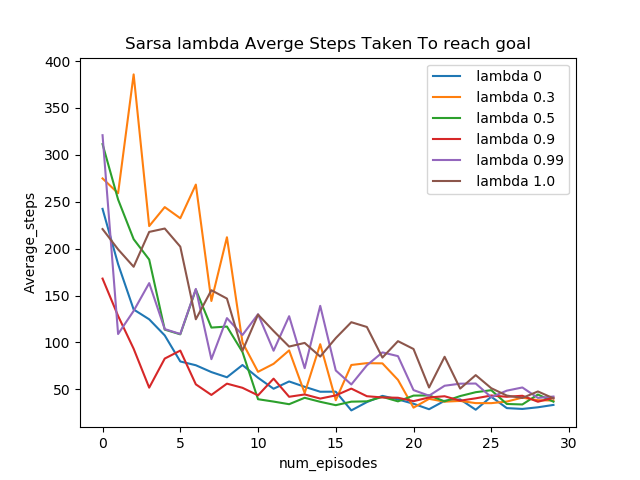 Sarsa lambda Averge Steps Taken To reach goal
Average_steps
400
350
300
250
200
150
100
50
0
5
10
15
20
25
30
num_episodes
lambda 0
lambda 0.3
lambda 0.5
lambda 0.9
lambda 0.99
lambda 1.0